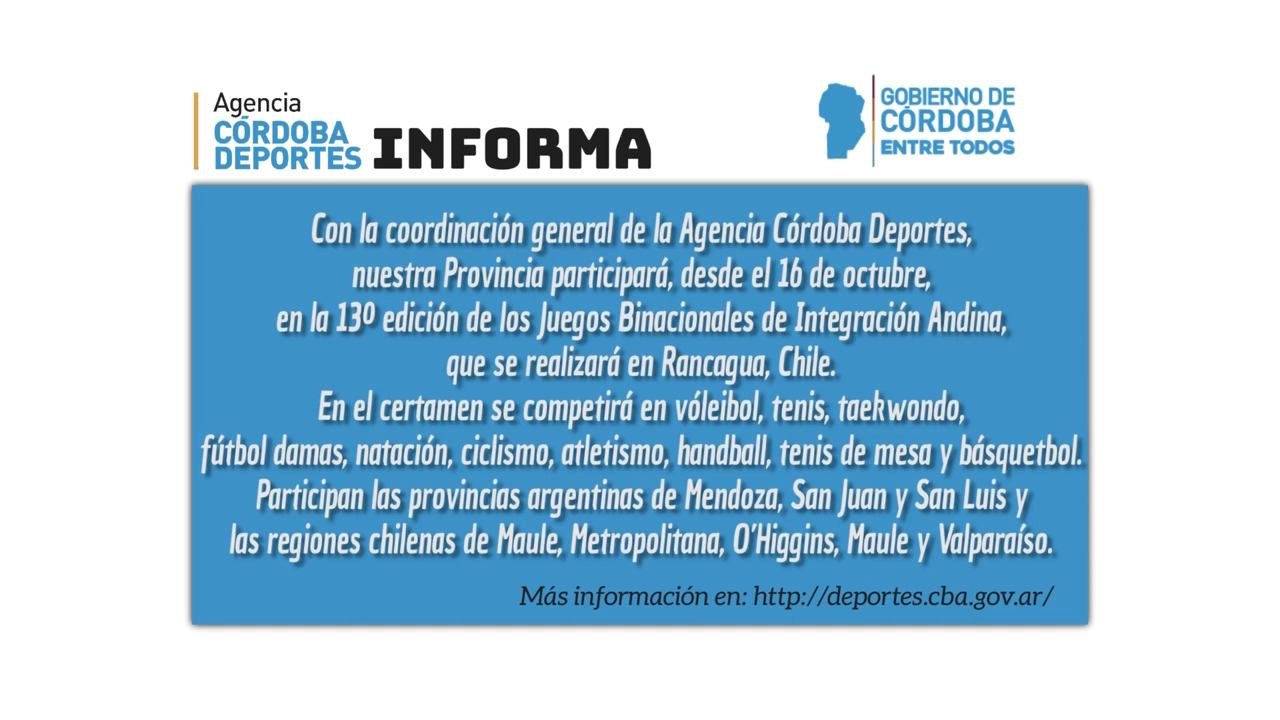 Agencia
CÓRDOBA
DEPORTES
INFORMA
GOBIERNO DE
CÓRDOBA
ENTRE TODOS
Con la coordinación general de la Agencia Córdoba Deportes,
nuestra Provincia participará, desde el 16 de octubre,
en la 13º edición de los Juegos Binacionales de Integración Andina,
que se realizará en Rancagua, Chile.
En el certamen se competirá en vóleibol, tenis, taekwondo,
fútbol damas, natación, ciclismo, atletismo, handball, tenis de mesa y básquetbol.
Participan las provincias argentinas de Mendoza, San Juan y San Luis y
las regiones chilenas de Maule, Metropolitana, O'Higgins, Maule y Valparaíso.
Más información en: http://deportes.cba.gov.ar/